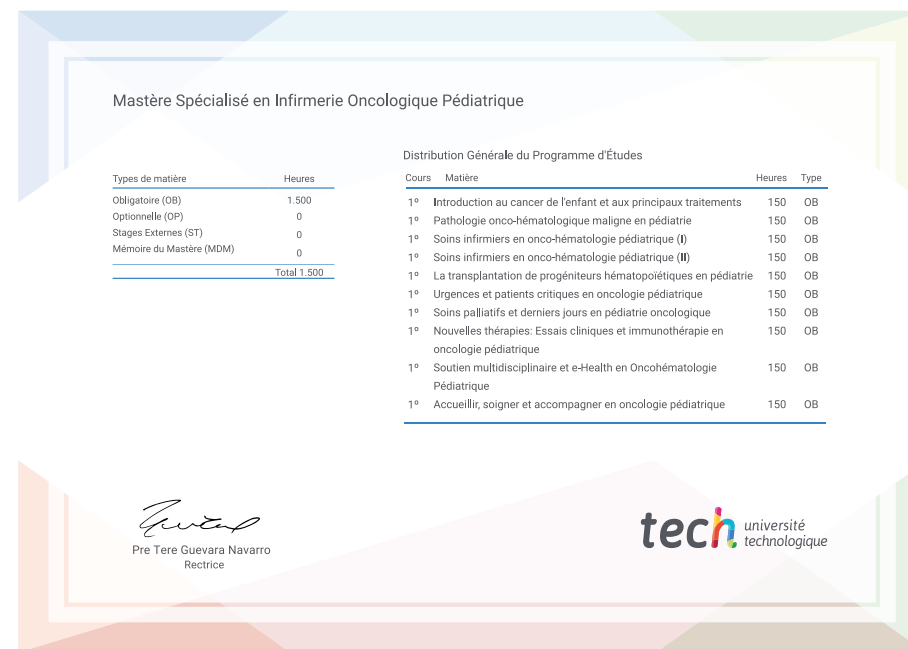 Mastère Spécialisé en Infirmerie Oncologique Pédiatrique
Types de matière Heures
Obligatoire (OB) 1.500
Optionnelle (OP) 0
Stages Externes (ST) 0
Mémoire du Mastère (MDM) 0
Total 1.500
Distribution Générale du Programme d'Études
Cours Matière Heures Type
1º Introduction au cancer de l'enfant et aux principaux traitements 150 OB
1º Pathologie onco-hématologique maligne en pédiatrie 150 OB
1º Soins infirmiers en onco-hématologie pédiatrique (I) 150 OB
1º Soins infirmiers en onco-hématologie pédiatrique (II) 150 OB
1º La transplantation de progéniteurs hématopoïétiques en pédiatrie 150 OB
1º Urgences et patients critiques en oncologie pédiatrique 150 OB
1º Soins palliatifs et derniers jours en pédiatrie oncologique 150 OB
1º Nouvelles thérapies: Essais cliniques et immunothérapie en 150 OB
oncologie pédiatrique
1º Soutien multidisciplinaire et e-Health en Oncohématologie 150 OB
Pédiatrique
1º Accueillir, soigner et accompagner en oncologie pédiatrique 150 OB
Pre Tere Guevara Navarro
Rectrice
tech université
technologique